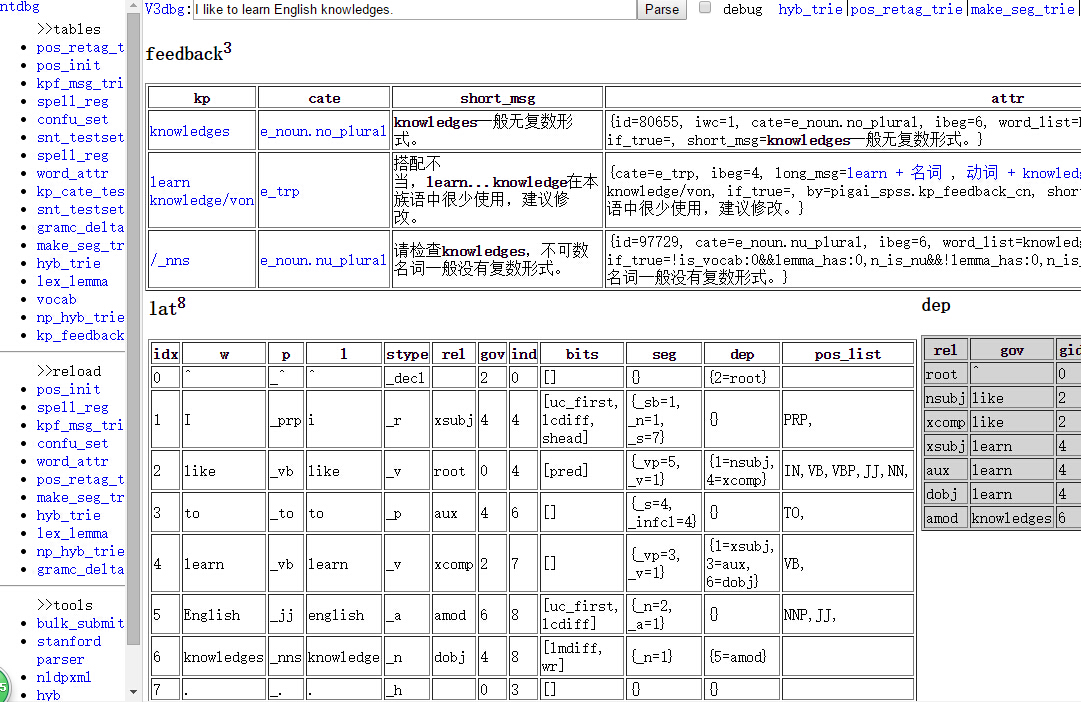 ntdbg
V3dbg: I like to learn English knowledges. Parse debug hyb_trie|pos_retag_trie|make_seg_trie|
>>tables
pos_retag_t
pos_init
kpf_msg_tri
spell_reg
confu_set
snt_testset
spell_reg
word_attr
kp_cate_tes
snt_testset
gramc_delta
make_seg_tr
hyb_trie
lex_lemma
vocab
np_hyb_trie
kp_feedback
>>reload
pos_init
spell_reg
kpf_msg_tri
confu_set
word_attr
pos_retag_t
make_seg_tr
hyb_trie
lex_lemma
np_hyb_trie
gramc_delta
>>tools
bulk_submit
stanford
parser
nldpxml
hyb
5
feedback3
kp cate short_msg attr
knowledges e_noun.no_plural knowledges一般无复数形
式。
{id=80655, iwc=1, cate=e_noun.no_plural, ibeg=6, word_list=
if_true=, short_msg=knowledges一般无复数形式。}
learn
knowledge/von
e_trp
搭配不
当，learn...knowledge在本
族语中很少使用，建议修
改。
{cate=e_trp, ibeg=4, long_msg=learn + 名词 ，动词 + knowledg
knowledge/von, if_true=, by=pigai_spss.kp_feedback_cn, shor
语中很少使用，建议修改。}
/_nns e_noun.nu_plural
请检查knowledges，不可数
名词一般没有复数形式。
{id=97729, cate=e_noun.nu_plural, ibeg=6, word_list=knowled
if_true=!is_vocab:0&&lemma_has:0,n_is_nu&&!lemma_has:0,n_is
名词一般没有复数形式。}
lat8
idx w p l stype rel gov ind bits seg dep pos_list
0 ^ _^ ^ _decl 2 0 [] {} {2=root}
1 I _prp i _r xsubj 4 4 [uc_first, lcdiff, shead] {_sb=1, _n=1, _s=7} {} PRP,
2 like _vb like _v root 0 4 [pred] {_vp=5, _v=1} {1=nsubj, 4=xcomp} IN,VB,VBP,JJ,NN,
3 to _to to _p aux 4 6 [] {_s=4, _infcl=4} {} TO,
4 learn _vb learn _v xcomp 2 7 [] {_vp=3, _v=1} {1=xsubj, 3=aux, 6=dobj} VB,
5 English _jj english _a amod 6 8 [uc_first, lcdiff] {_n=2, _a=1} {} NNP,JJ,
6 knowledges _nns knowledge _n dobj 4 8 [lmdiff, wr] {_n=1} {5=amod}
7 . _. . _h 0 3 [] {} {}
dep
rel gov gid
root ^ 0
nsubj like 2
xcomp like 2
xsubj learn 4
aux learn 4
dobj learn 4
amod knowledges 6